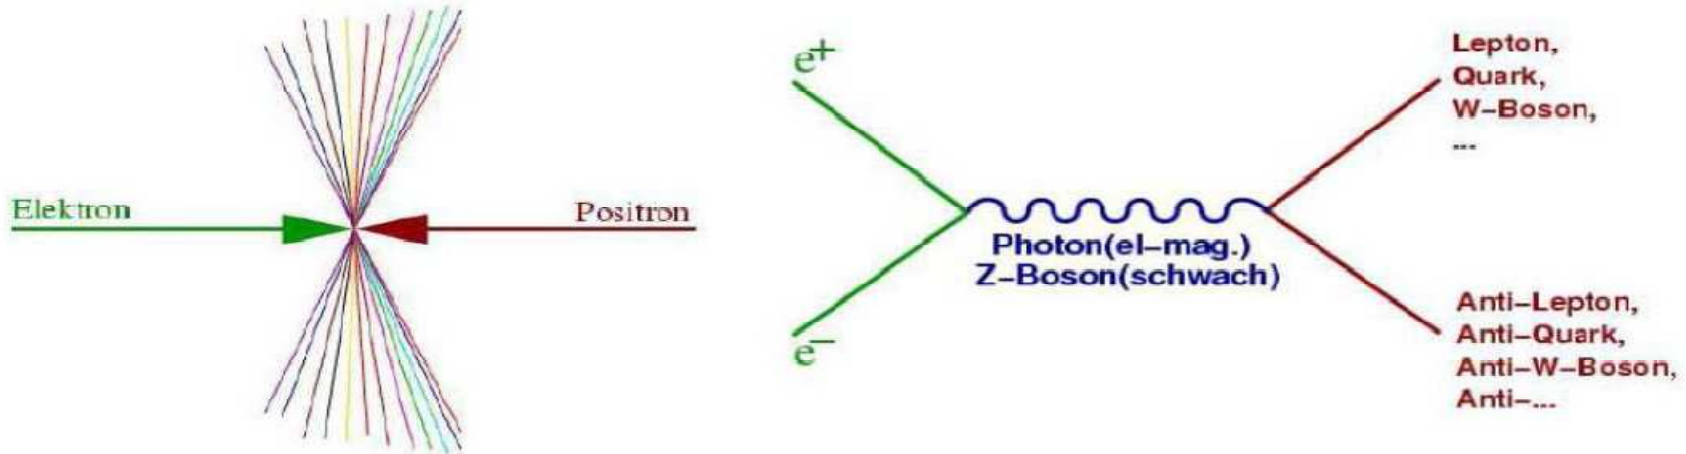 Elektron
Positron
e+
e−
Photon(el−mag.)
Z−Boson(schwach)
Lepton,
Quark,
W−Boson,
...
Anti−Lepton,
Anti−Quark,
Anti−W−Boson,
Anti−...